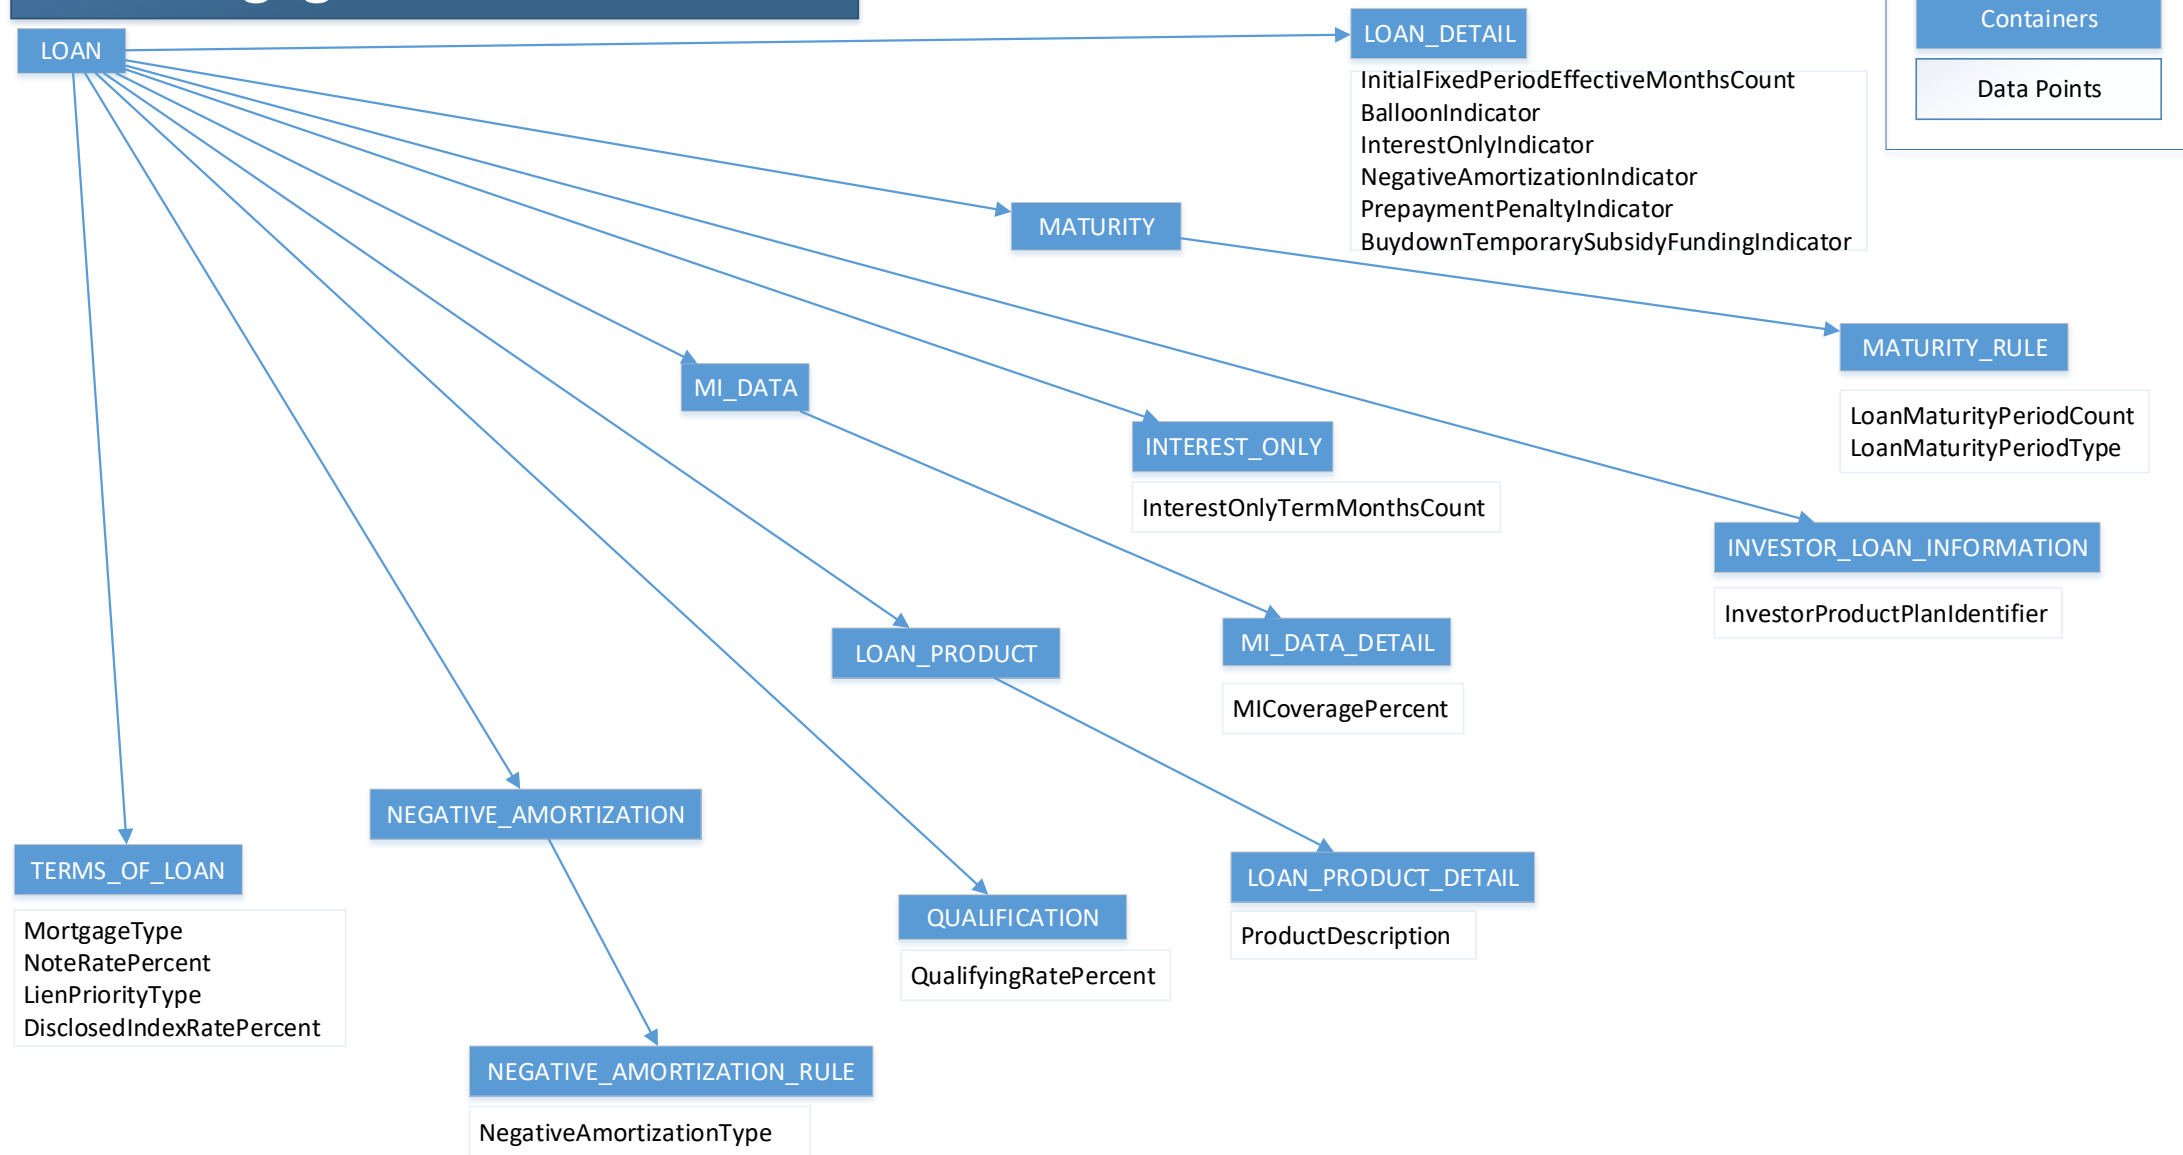 LOAN
LOAN_DETAIL
Containers
Data Points
InitialFixedPeriodEffectiveMonthsCount
BalloonIndicator
InterestOnlyIndicator
NegativeAmortizationIndicator
PrepaymentPenaltyIndicator
BuydownTemporarySubsidyFundingIndicator
MATURITY
MATURITY_RULE
LoanMaturityPeriodCount
LoanMaturityPeriodType
MI_DATA
INTEREST_ONLY
InterestOnlyTermMonthsCount
INVESTOR_LOAN_INFORMATION
InvestorProductPlanIdentifier
LOAN_PRODUCT
MI_DATA_DETAIL
MICoveragePercent
NEGATIVE_AMORTIZATION
TERMS_OF_LOAN
MortgageType
NoteRatePercent
LienPriorityType
DisclosedIndexRatePercent
QUALIFICATION
QualifyingRatePercent
LOAN_PRODUCT_DETAIL
ProductDescription
NEGATIVE_AMORTIZATION_RULE
NegativeAmortizationType